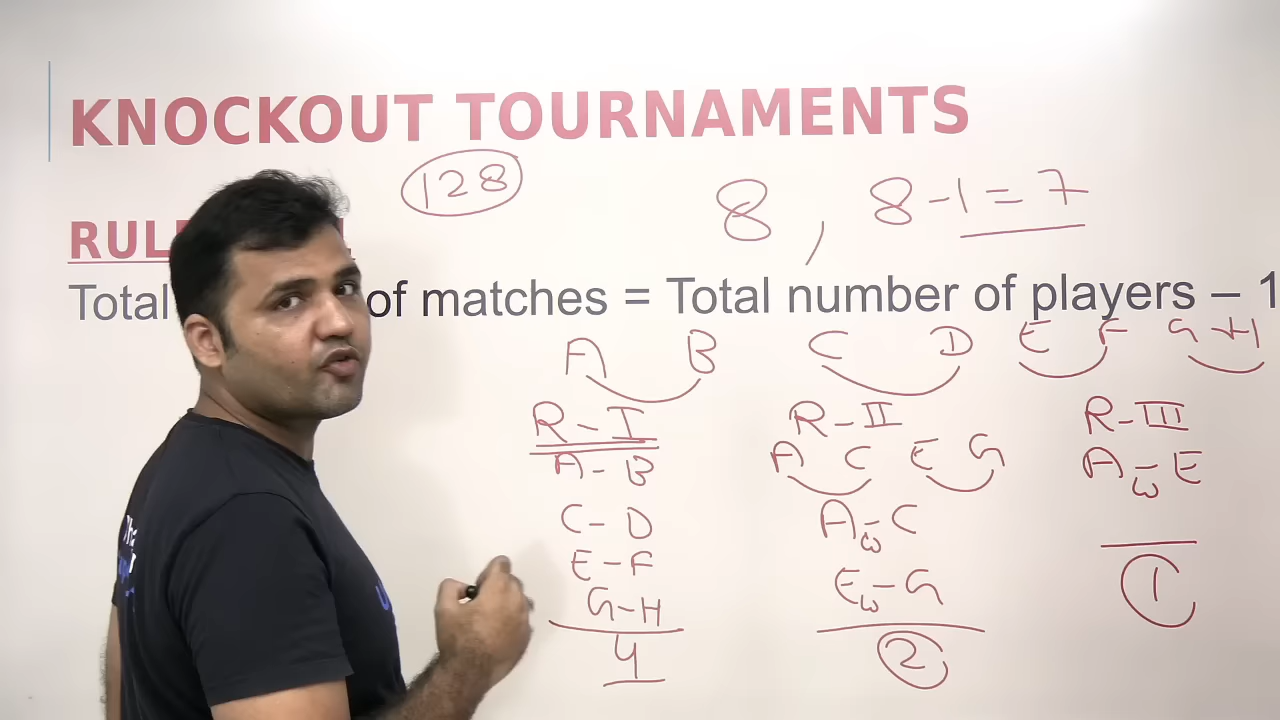 KNOCKOUT TOURNAMENTS
128
8 , 8-1=7
Total of matches = Total number of players – 1
A B C D E F G H
R-I R-II R-III
A-B A C E G A-E
w
C-D A-C
w
E-F E-G
w
G-H
4 2 1